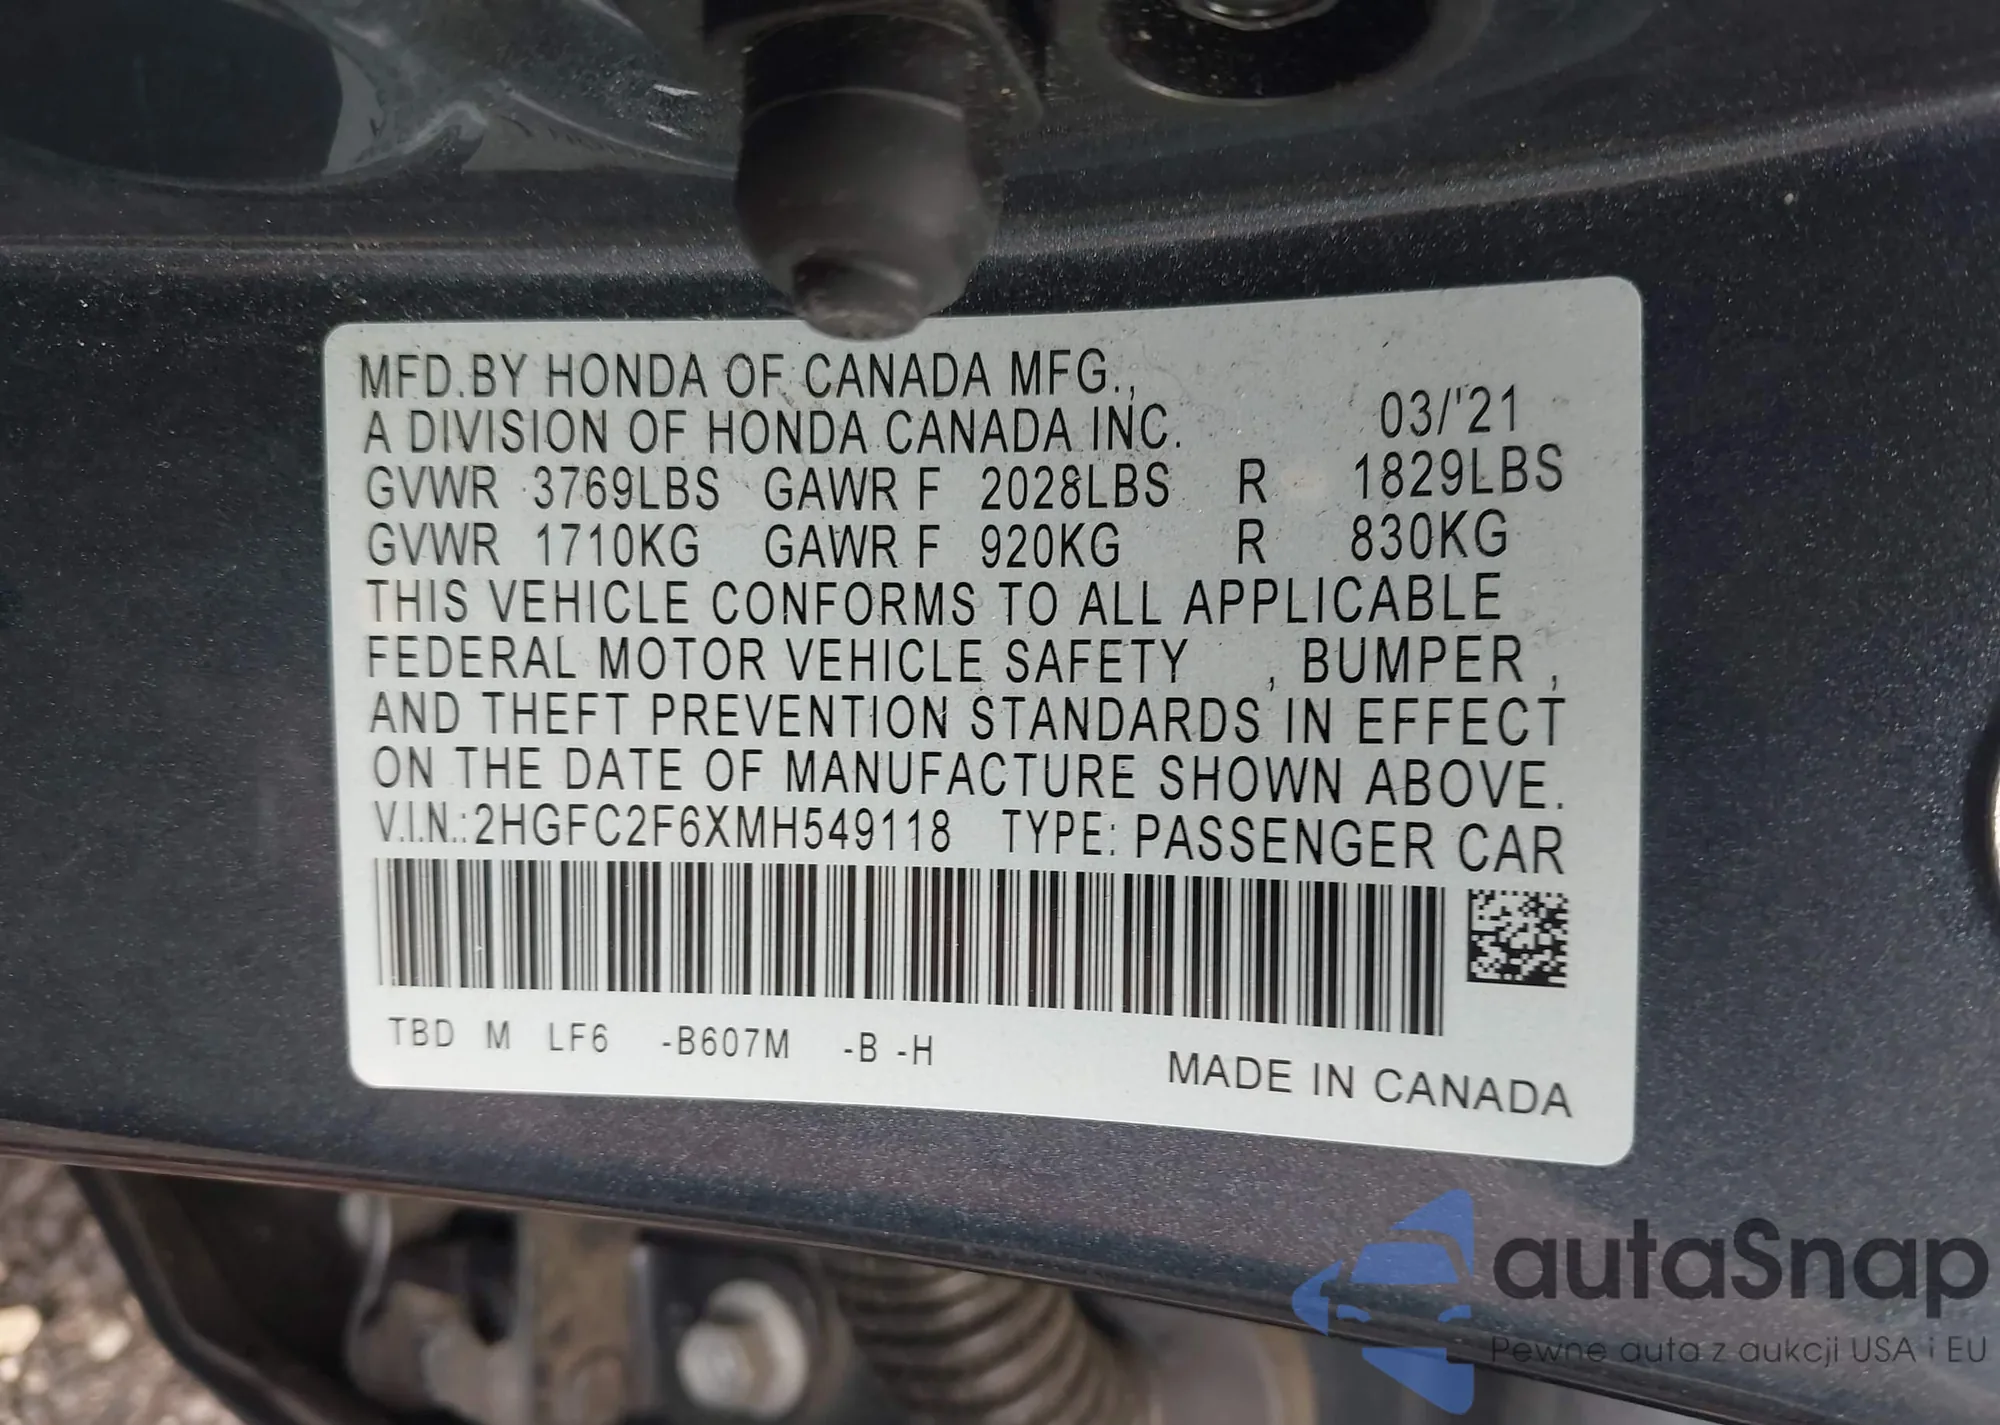 MFD.BY HONDA OF CANADA MFG.,
A DIVISION OF HONDA CANADA INC. 03/'21
GVWR 3769LBS GAWR F 2028LBS R 1829LBS
GVWR 1710KG GAWR F 920KG R 830KG
THIS VEHICLE CONFORMS TO ALL APPLICABLE
FEDERAL MOTOR VEHICLE SAFETY , BUMPER ,
AND THEFT PREVENTION STANDARDS IN EFFECT
ON THE DATE OF MANUFACTURE SHOWN ABOVE.
V.I.N.:2HGFC2F6XMH549118 TYPE: PASSENGER CAR
TBD M LF6 -B607M -B -H
MADE IN CANADA
autaSnap
Pewne auta z aukcji USA i EU